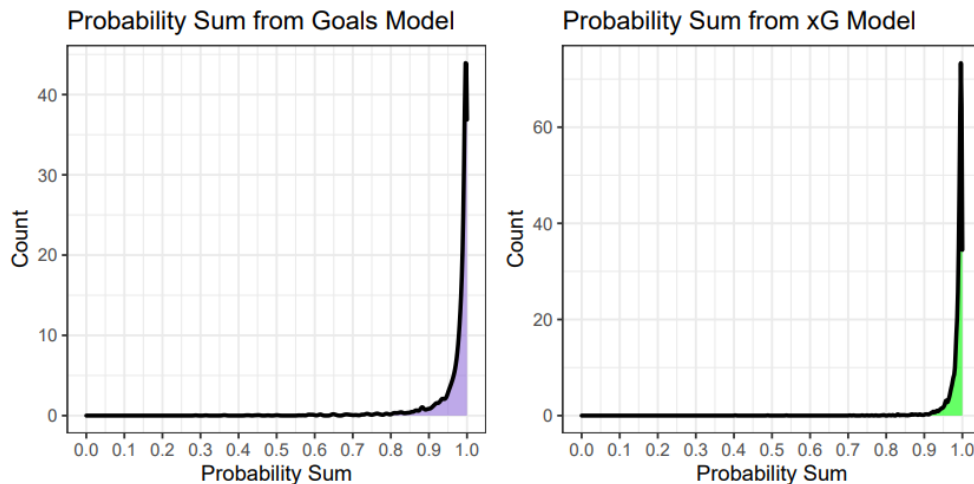 Probability Sum from Goals Model
40
30
20
10
0
Count
0.0 0.1 0.2 0.3 0.4 0.5 0.6 0.7 0.8 0.9 1.0
Probability Sum
Probability Sum from xG Model
60
40
20
0
Count
0.0 0.1 0.2 0.3 0.4 0.5 0.6 0.7 0.8 0.9 1.0
Probability Sum